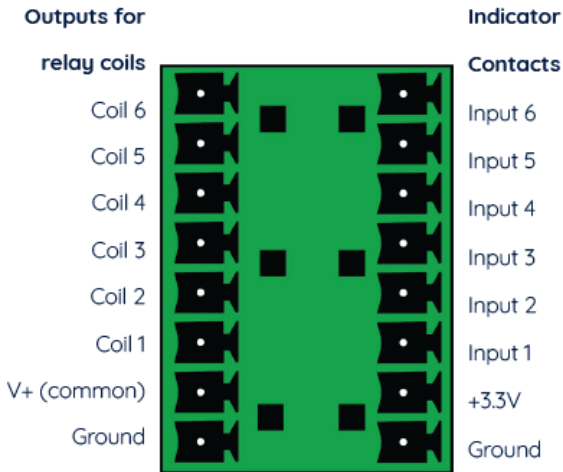 Outputs for
relay coils
Coil 6
Coil 5
Coil 4
Coil 3
Coil 2
Coil 1
V+ (common)
Ground
Indicator
Contacts
Input 6
Input 5
Input 4
Input 3
Input 2
Input 1
+3.3V
Ground